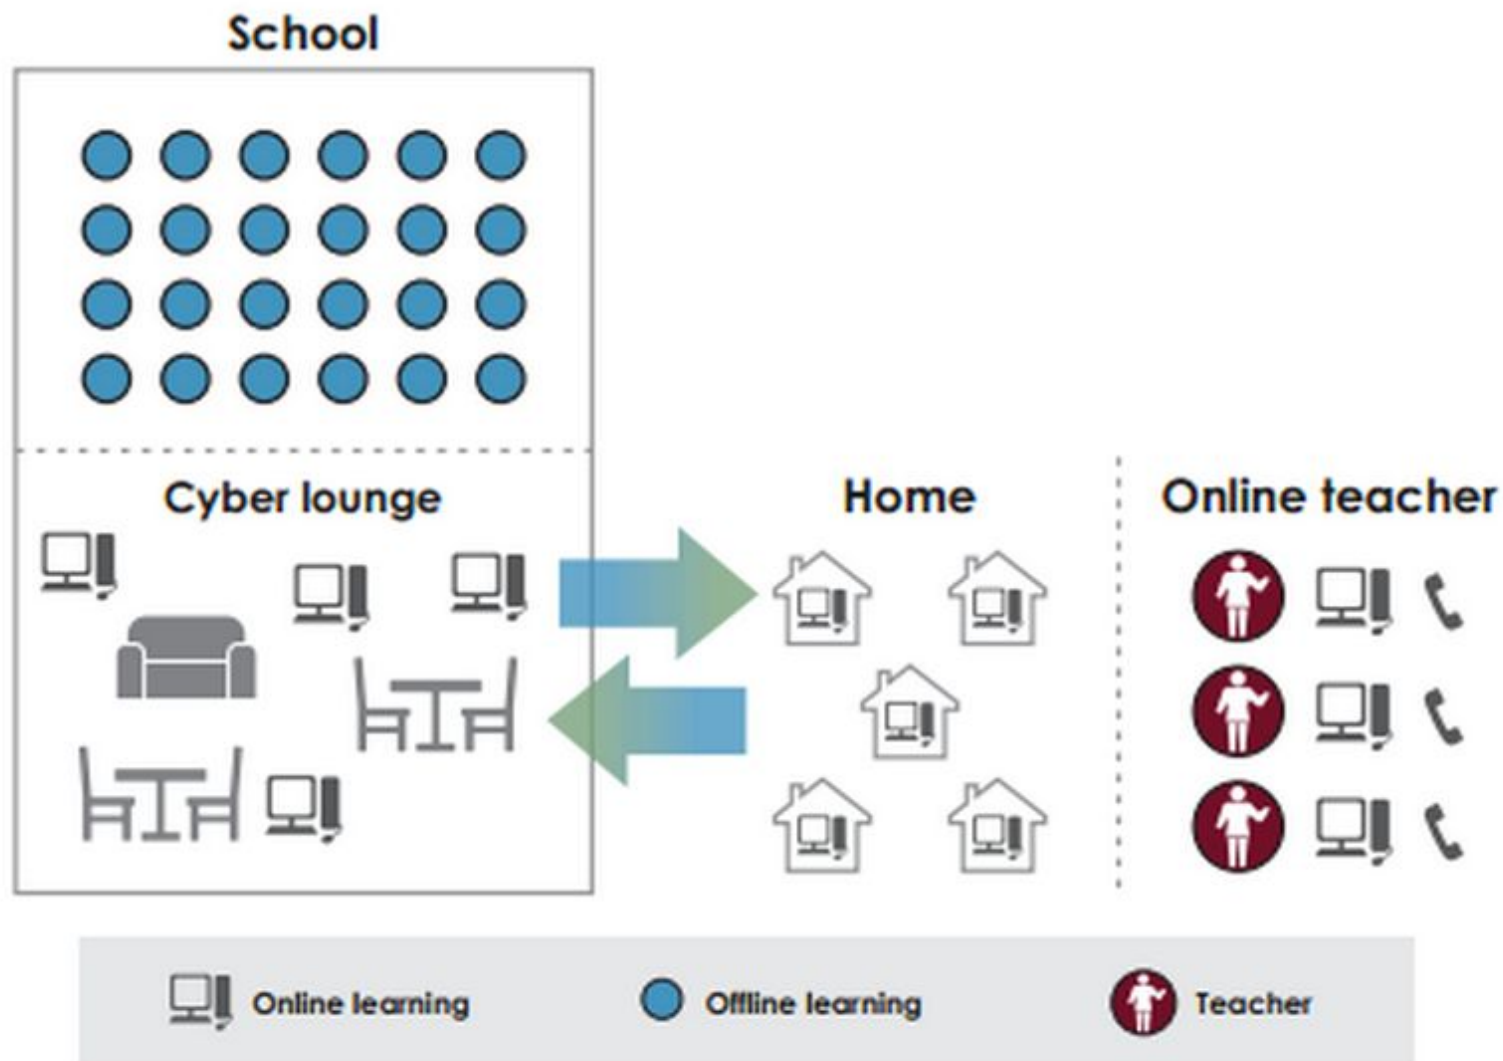 School
Cyber lounge
Home
Online teacher
Online learning
Offline learning
Teacher